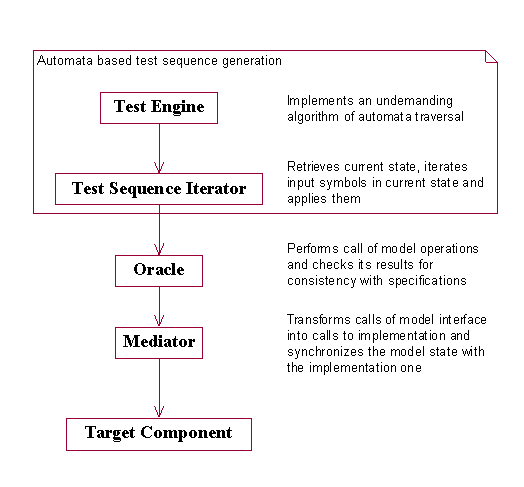 Automata based test sequence generation
Test Engine
Implements an undemanding
algorithm of automata traversal
Test Sequence Iterator
Retrieves current state, iterates
input symbols in current state and
applies them
Oracle
Performs call of model operations
and checks its results for
consistency with specifications
Mediator
Transforms calls of model interface
into calls to implementation and
synchronizes the model state with
the implementation one
Target Component